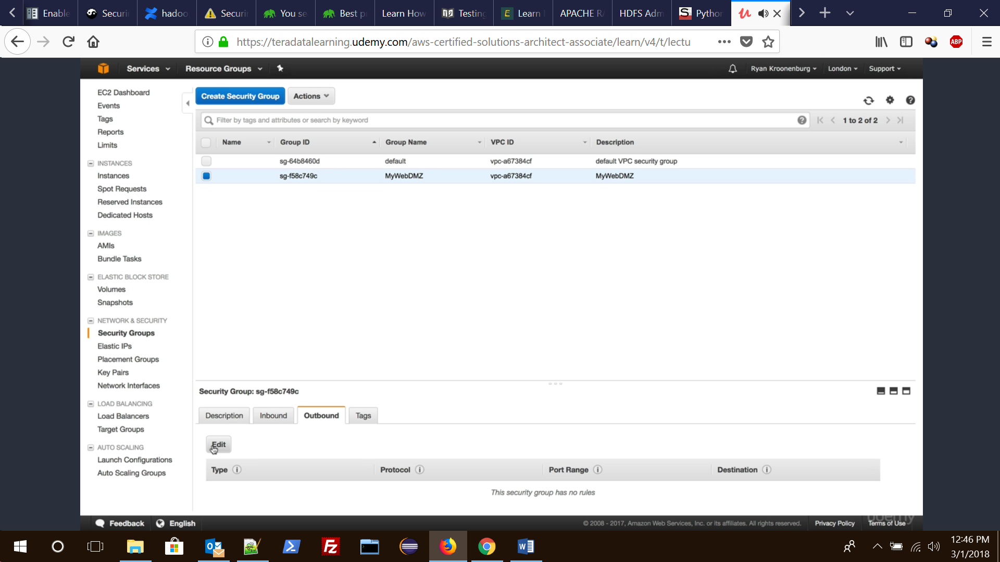 Enable Securi hadoo Securi You se Best p Learn How Testing Learn APACHE R HDFS Adm Python
https://teradatalearning.udemy.com/aws-certified-solutions-architect-associate/learn/v4/t/lectu ABP
Services Resource Groups Ryan Kroonenburg London Support
EC2 Dashboard
Events
Tags
Reports
Limits
INSTANCES
Instances
Spot Requests
Reserved Instances
Dedicated Hosts
IMAGES
AMIs
Bundle Tasks
ELASTIC BLOCK STORE
Volumes
Snapshots
NETWORK & SECURITY
Security Groups
Elastic IPs
Placement Groups
Key Pairs
Network Interfaces
LOAD BALANCING
Load Balancers
Target Groups
AUTO SCALING
Launch Configurations
Auto Scaling Groups
Create Security Group Actions
Filter by tags and attributes or search by keyword 1 to 2 of 2
Name Group ID Group Name VPC ID Description
sg-64b8460d default vpc-a67384cf default VPC security group
sg-f58c749c MyWebDMZ vpc-a67384cf MyWebDMZ
Security Group: sg-f58c749c
Description Inbound Outbound Tags
Edit
Type Protocol Port Range Destination
This security group has no rules
Feedback English © 2008 - 2017, Amazon Web Services, Inc. or its affiliates. All rights reserved. Privacy Policy Terms of Use
udemy
12:46 PM
3/1/2018